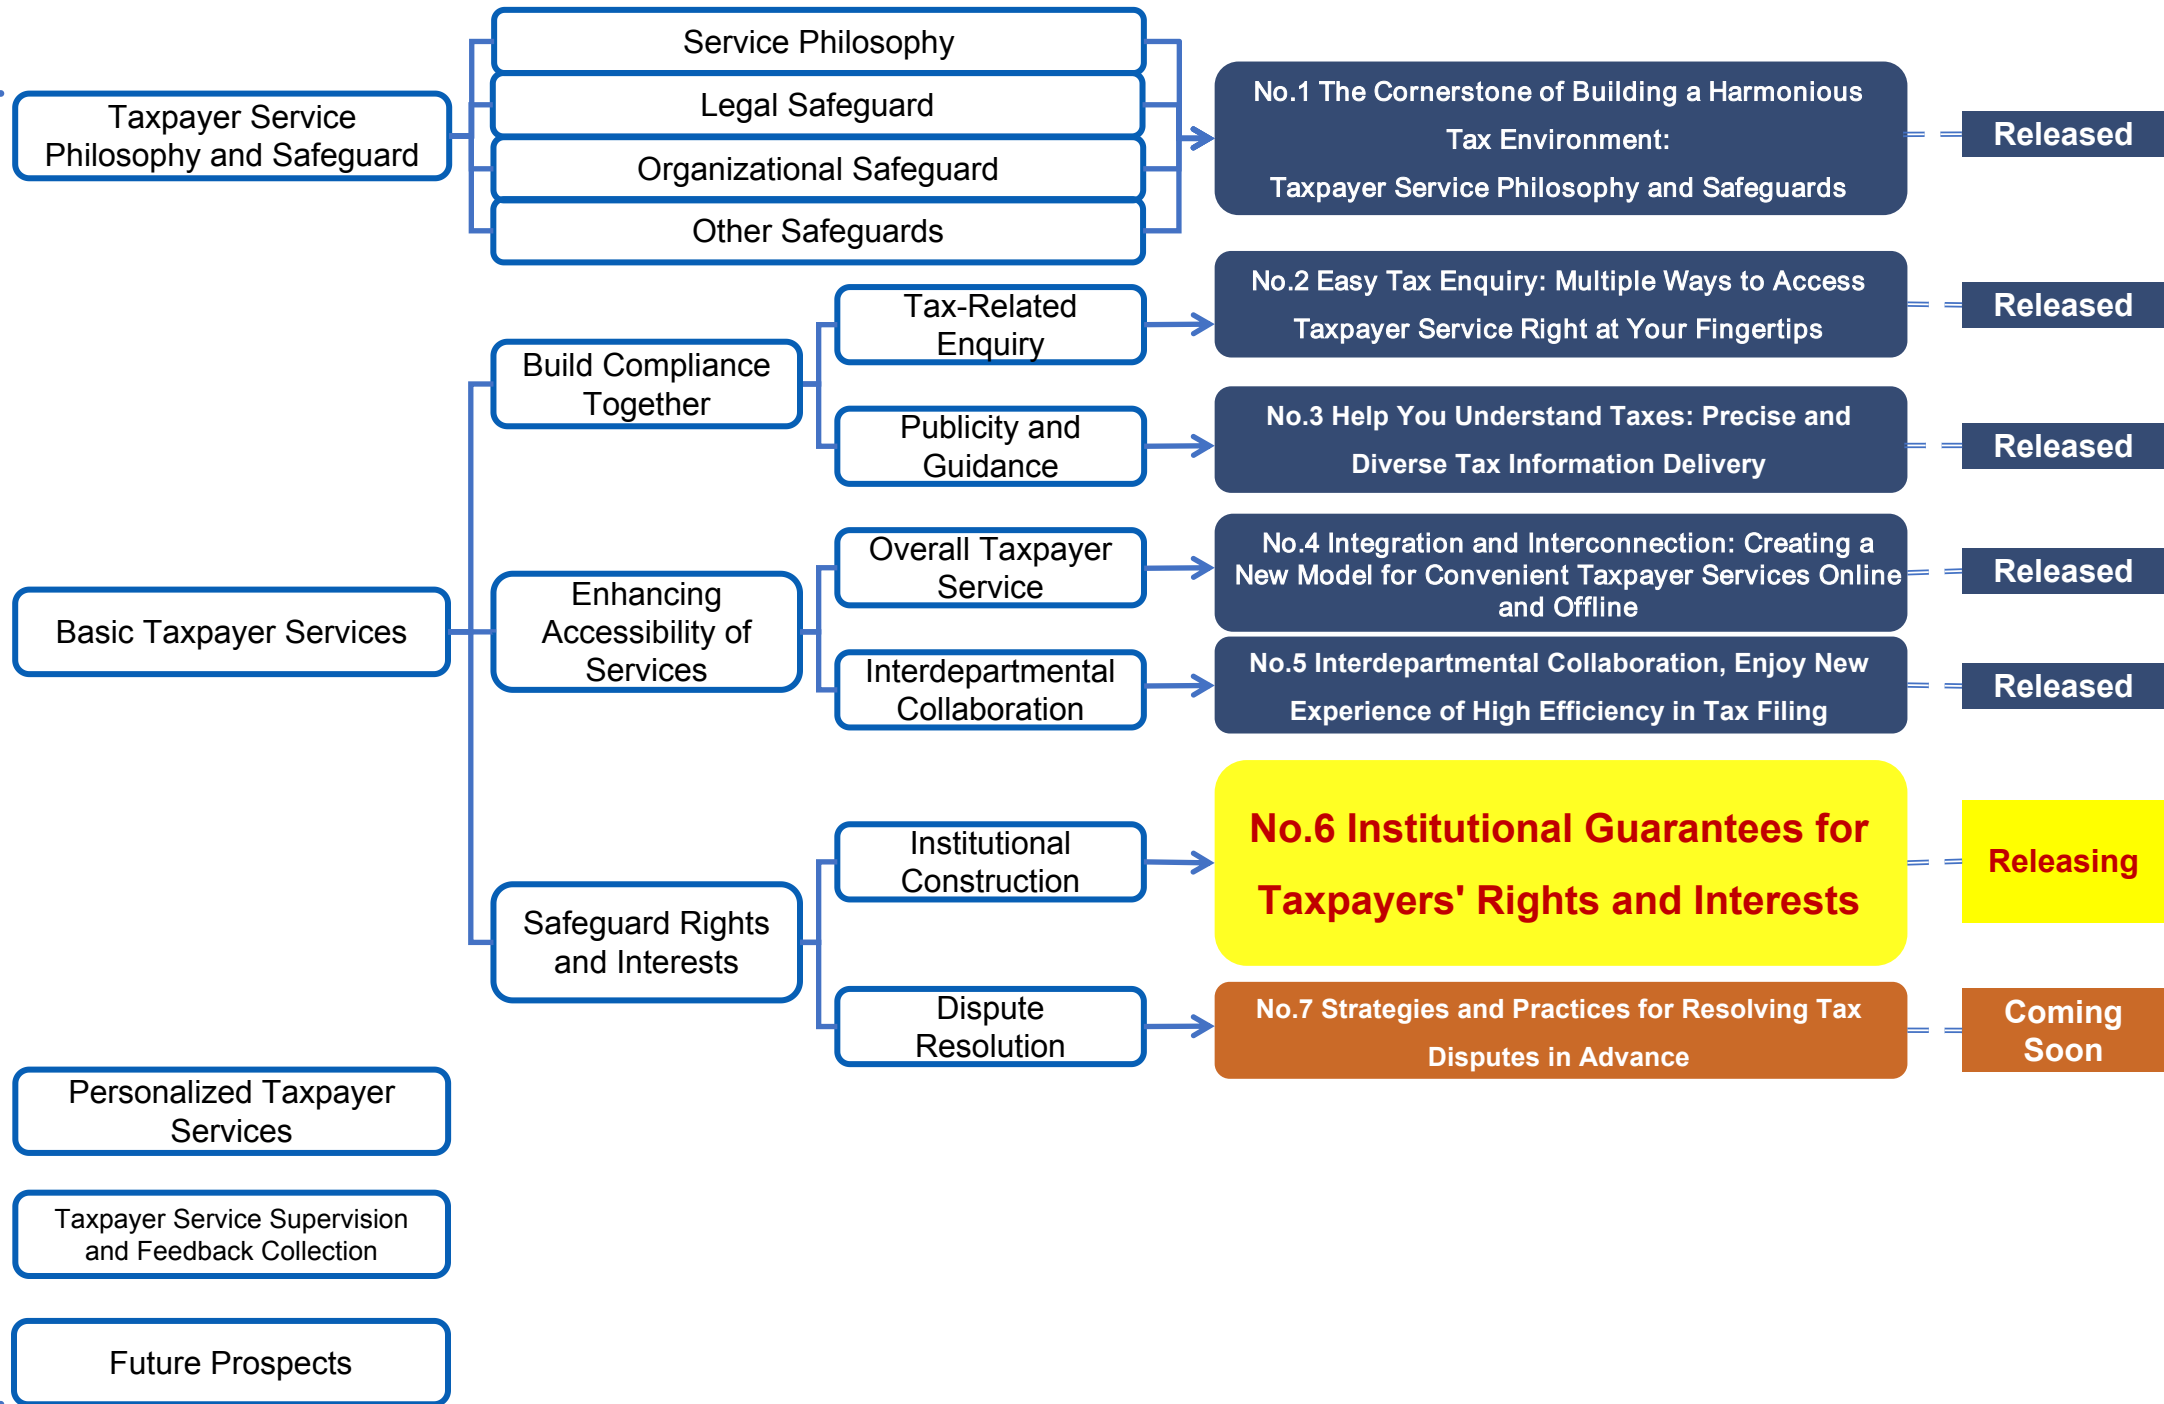 Taxpayer Service
Philosophy and Safeguard
Service Philosophy
Legal Safeguard
Organizational Safeguard
Other Safeguards
No.1 The Cornerstone of Building a Harmonious
Tax Environment:
Taxpayer Service Philosophy and Safeguards
Released
Basic Taxpayer Services
Build Compliance
Together
Tax-Related
Enquiry
No.2 Easy Tax Enquiry: Multiple Ways to Access
Taxpayer Service Right at Your Fingertips
Released
Publicity and
Guidance
No.3 Help You Understand Taxes: Precise and
Diverse Tax Information Delivery
Released
Enhancing
Accessibility of
Services
Overall Taxpayer
Service
No.4 Integration and Interconnection: Creating a
New Model for Convenient Taxpayer Services Online
and Offline
Released
Interdepartmental
Collaboration
No.5 Interdepartmental Collaboration, Enjoy New
Experience of High Efficiency in Tax Filing
Released
Safeguard Rights
and Interests
Institutional
Construction
No.6 Institutional Guarantees for
Taxpayers' Rights and Interests
Releasing
Dispute
Resolution
No.7 Strategies and Practices for Resolving Tax
Disputes in Advance
Coming
Soon
Personalized Taxpayer
Services
Taxpayer Service Supervision
and Feedback Collection
Future Prospects